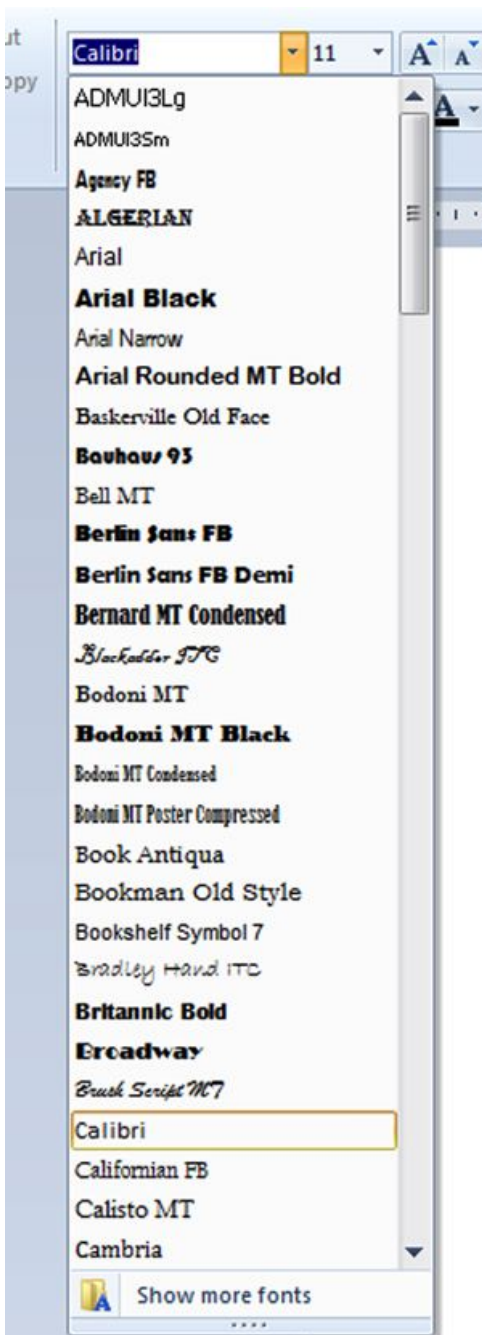 ut
Calibri 11 A A
opy
A
ADMUI3Lg
ADMUI3Sm
Agency FB
ALGERIAN
Arial
Arial Black
Arial Narrow
Arial Rounded MT Bold
Baskerville Old Face
Bauhaus 93
Bell MT
Berlin Sans FB
Berlin Sans FB Demi
Bernard MT Condensed
Blackadder ITC
Bodoni MT
Bodoni MT Black
Bodoni MT Condensed
Bodoni MT Poster Compressed
Book Antiqua
Bookman Old Style
Bookshelf Symbol 7
Bradley Hand ITC
Britannic Bold
Broadway
Brush Script MT
Calibri
Californian FB
Calisto MT
Cambria
Show more fonts